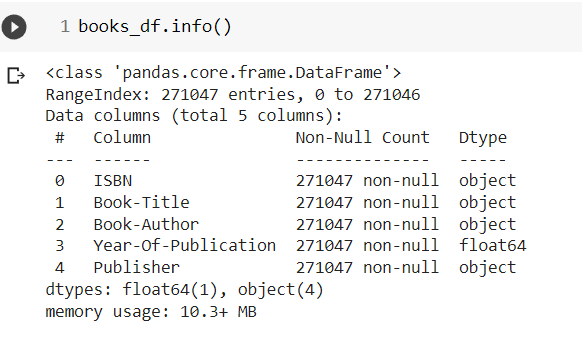 1 books_df.info()
<class 'pandas.core.frame.DataFrame'>
RangeIndex: 271047 entries, 0 to 271046
Data columns (total 5 columns):
 #   Column               Non-Null Count   Dtype
---  ------               --------------   -----
 0   ISBN                 271047 non-null  object
 1   Book-Title           271047 non-null  object
 2   Book-Author          271047 non-null  object
 3   Year-Of-Publication  271047 non-null  float64
 4   Publisher            271047 non-null  object
dtypes: float64(1), object(4)
memory usage: 10.3+ MB